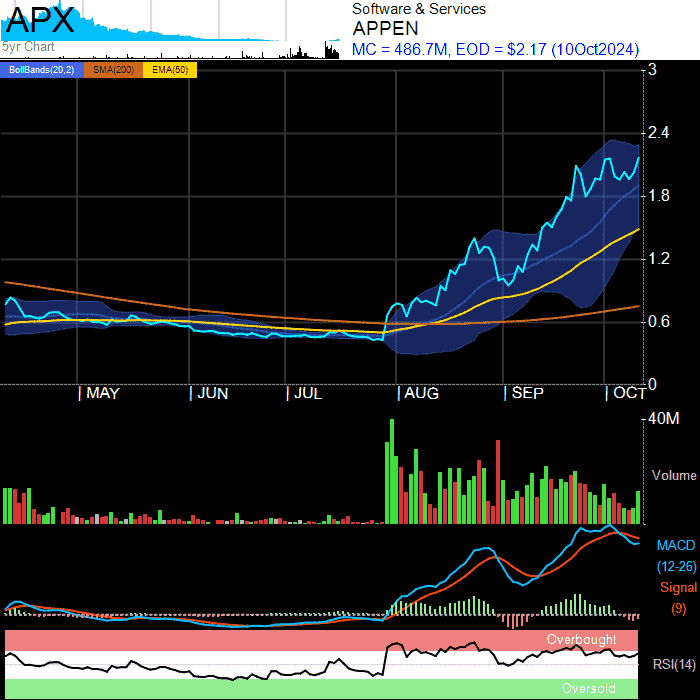 APX
5yr Chart
Software & Services
APPEN
MC = 486.7M, EOD = $2.17 (10Oct2024)
BollBands(20,2) SMA(200) EMA(50)
3
2.4
1.8
1.2
0.6
0
| MAY | JUN | JUL | AUG | SEP | OCT
40M
Volume
MACD
(12-26)
Signal
(9)
Overbought
RSI(14)
Oversold